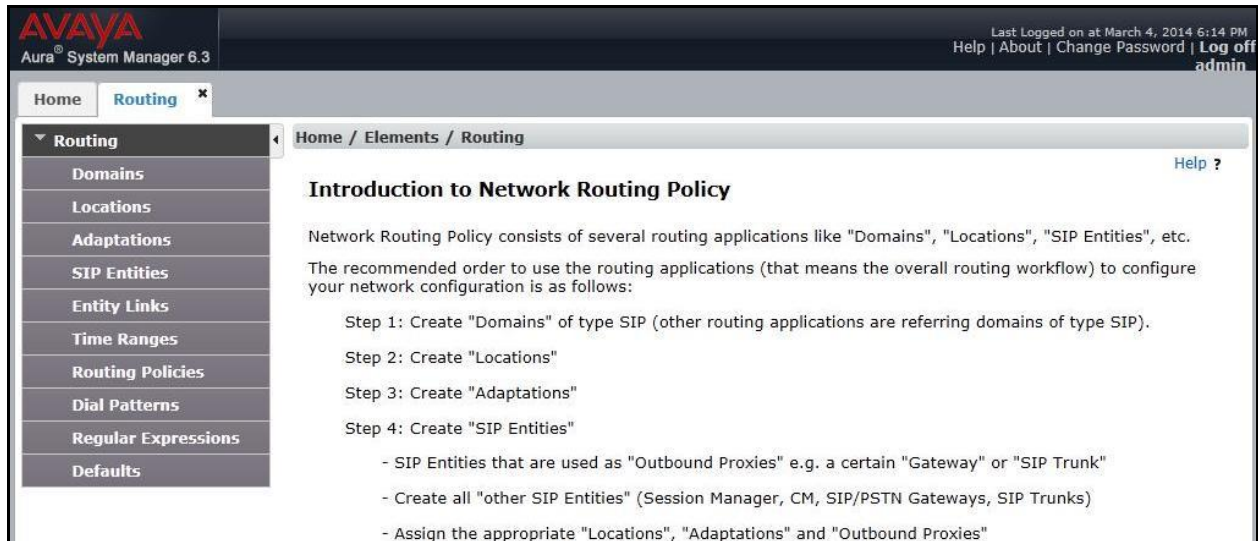 AVAYA
Aura® System Manager 6.3
Last Logged on at March 4, 2014 6:14 PM
Help | About | Change Password | Log off
admin
Home
Routing ×
Routing
Domains
Locations
Adaptations
SIP Entities
Entity Links
Time Ranges
Routing Policies
Dial Patterns
Regular Expressions
Defaults
Home / Elements / Routing
Help ?
Introduction to Network Routing Policy
Network Routing Policy consists of several routing applications like "Domains", "Locations", "SIP Entities", etc.
The recommended order to use the routing applications (that means the overall routing workflow) to configure
your network configuration is as follows:
Step 1: Create "Domains" of type SIP (other routing applications are referring domains of type SIP).
Step 2: Create "Locations"
Step 3: Create "Adaptations"
Step 4: Create "SIP Entities"
- SIP Entities that are used as "Outbound Proxies" e.g. a certain "Gateway" or "SIP Trunk"
- Create all "other SIP Entities" (Session Manager, CM, SIP/PSTN Gateways, SIP Trunks)
- Assign the appropriate "Locations", "Adaptations" and "Outbound Proxies"